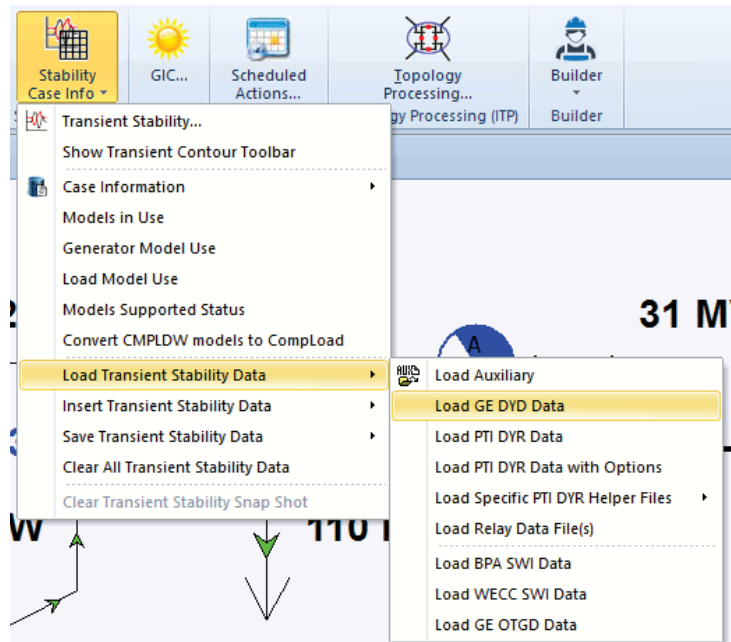 Stability
Case Info
GIC...
Scheduled
Actions...
Topology
Processing...
Builder
gy Processing (ITP)
Builder
Transient Stability...
Show Transient Contour Toolbar
Case Information
Models in Use
Generator Model Use
Load Model Use
Models Supported Status
Convert CMPLDW models to CompLoad
Load Transient Stability Data
Insert Transient Stability Data
Save Transient Stability Data
Clear All Transient Stability Data
Clear Transient Stability Snap Shot
31 M
A
AUX
Load Auxiliary
Load GE DYD Data
Load PTI DYR Data
Load PTI DYR Data with Options
Load Specific PTI DYR Helper Files
Load Relay Data File(s)
Load BPA SWI Data
Load WECC SWI Data
Load GE OTGD Data
W
110